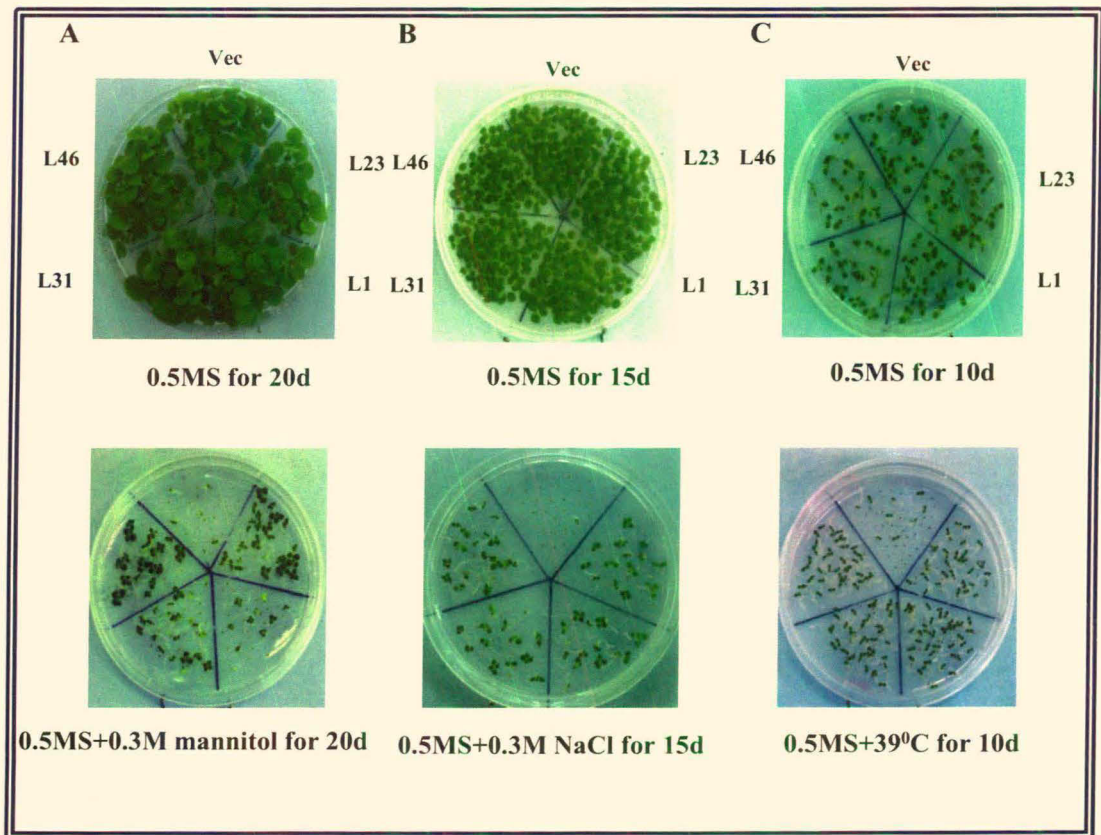 A B C
Vec Vec Vec
L46 L23 L46 L23 L46 L23
L31 L1 L31 L1 L31 L1
0.5MS for 20d 0.5MS for 15d 0.5MS for 10d
0.5MS+0.3M mannitol for 20d 0.5MS+0.3M NaCl for 15d 0.5MS+39⁰C for 10d